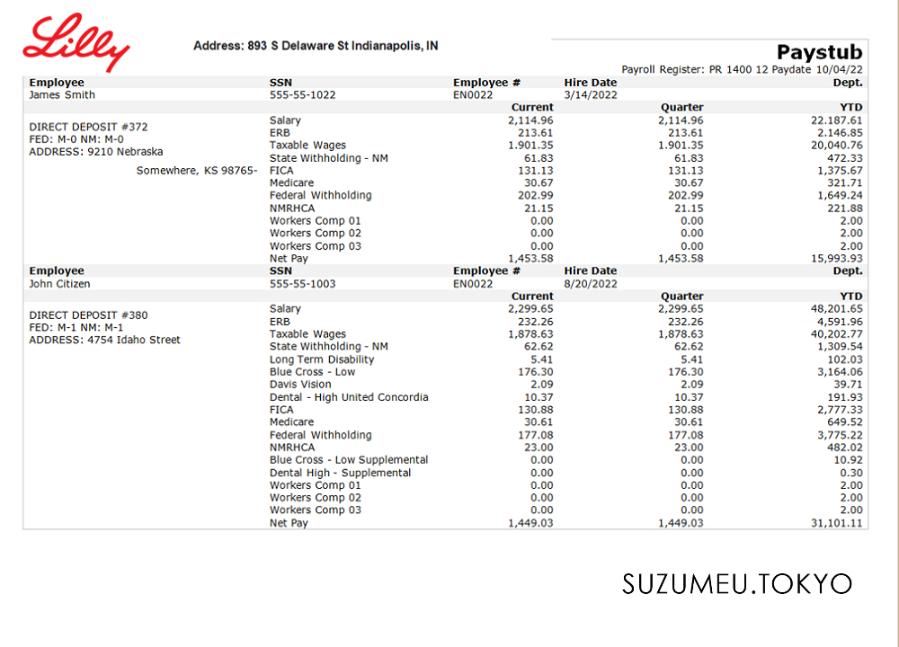 Lilly
Address: 893 S Delaware St Indianapolis, IN
Paystub
Payroll Register: PR 1400 12 Paydate 10/04/22
Employee SSN Employee # Hire Date Dept.
James Smith 555-55-1022 EN0022 3/14/2022
Current Quarter YTD
DIRECT DEPOSIT #372
FED: M-0 NM: M-0
ADDRESS: 9210 Nebraska
Somewhere, KS 98765-
Salary 2,114.96 2,114.96 22.187.61
ERB 213.61 213.61 2.146.85
Taxable Wages 1.901.35 1.901.35 20,040.76
State Withholding - NM 61.83 61.83 472.33
FICA 131.13 131.13 1,375.67
Medicare 30.67 30.67 321.71
Federal Withholding 202.99 202.99 1,649.24
NMRHCA 21.15 21.15 221.88
Workers Comp 01 0.00 0.00 2.00
Workers Comp 02 0.00 0.00 2.00
Workers Comp 03 0.00 0.00 2.00
Net Pay 1,453.58 1,453.58 15,993.93
Employee SSN Employee # Hire Date Dept.
John Citizen 555-55-1003 EN0022 8/20/2022
Current Quarter YTD
DIRECT DEPOSIT #380
FED: M-1 NM: M-1
ADDRESS: 4754 Idaho Street
Salary 2,299.65 2,299.65 48,201.65
ERB 232.26 232.26 4,591.96
Taxable Wages 1,878.63 1,878.63 40,202.77
State Withholding - NM 62.62 62.62 1,309.54
Long Term Disability 5.41 5.41 102.03
Blue Cross - Low 176.30 176.30 3,164.06
Davis Vision 2.09 2.09 39.71
Dental - High United Concordia 10.37 10.37 191.93
FICA 130.88 130.88 2,777.33
Medicare 30.61 30.61 649.52
Federal Withholding 177.08 177.08 3,775.22
NMRHCA 23.00 23.00 482.02
Blue Cross - Low Supplemental 0.00 0.00 10.92
Dental High - Supplemental 0.00 0.00 0.30
Workers Comp 01 0.00 0.00 2.00
Workers Comp 02 0.00 0.00 2.00
Workers Comp 03 0.00 0.00 2.00
Net Pay 1,449.03 1,449.03 31,101.11
SUZUMEU.TOKYO